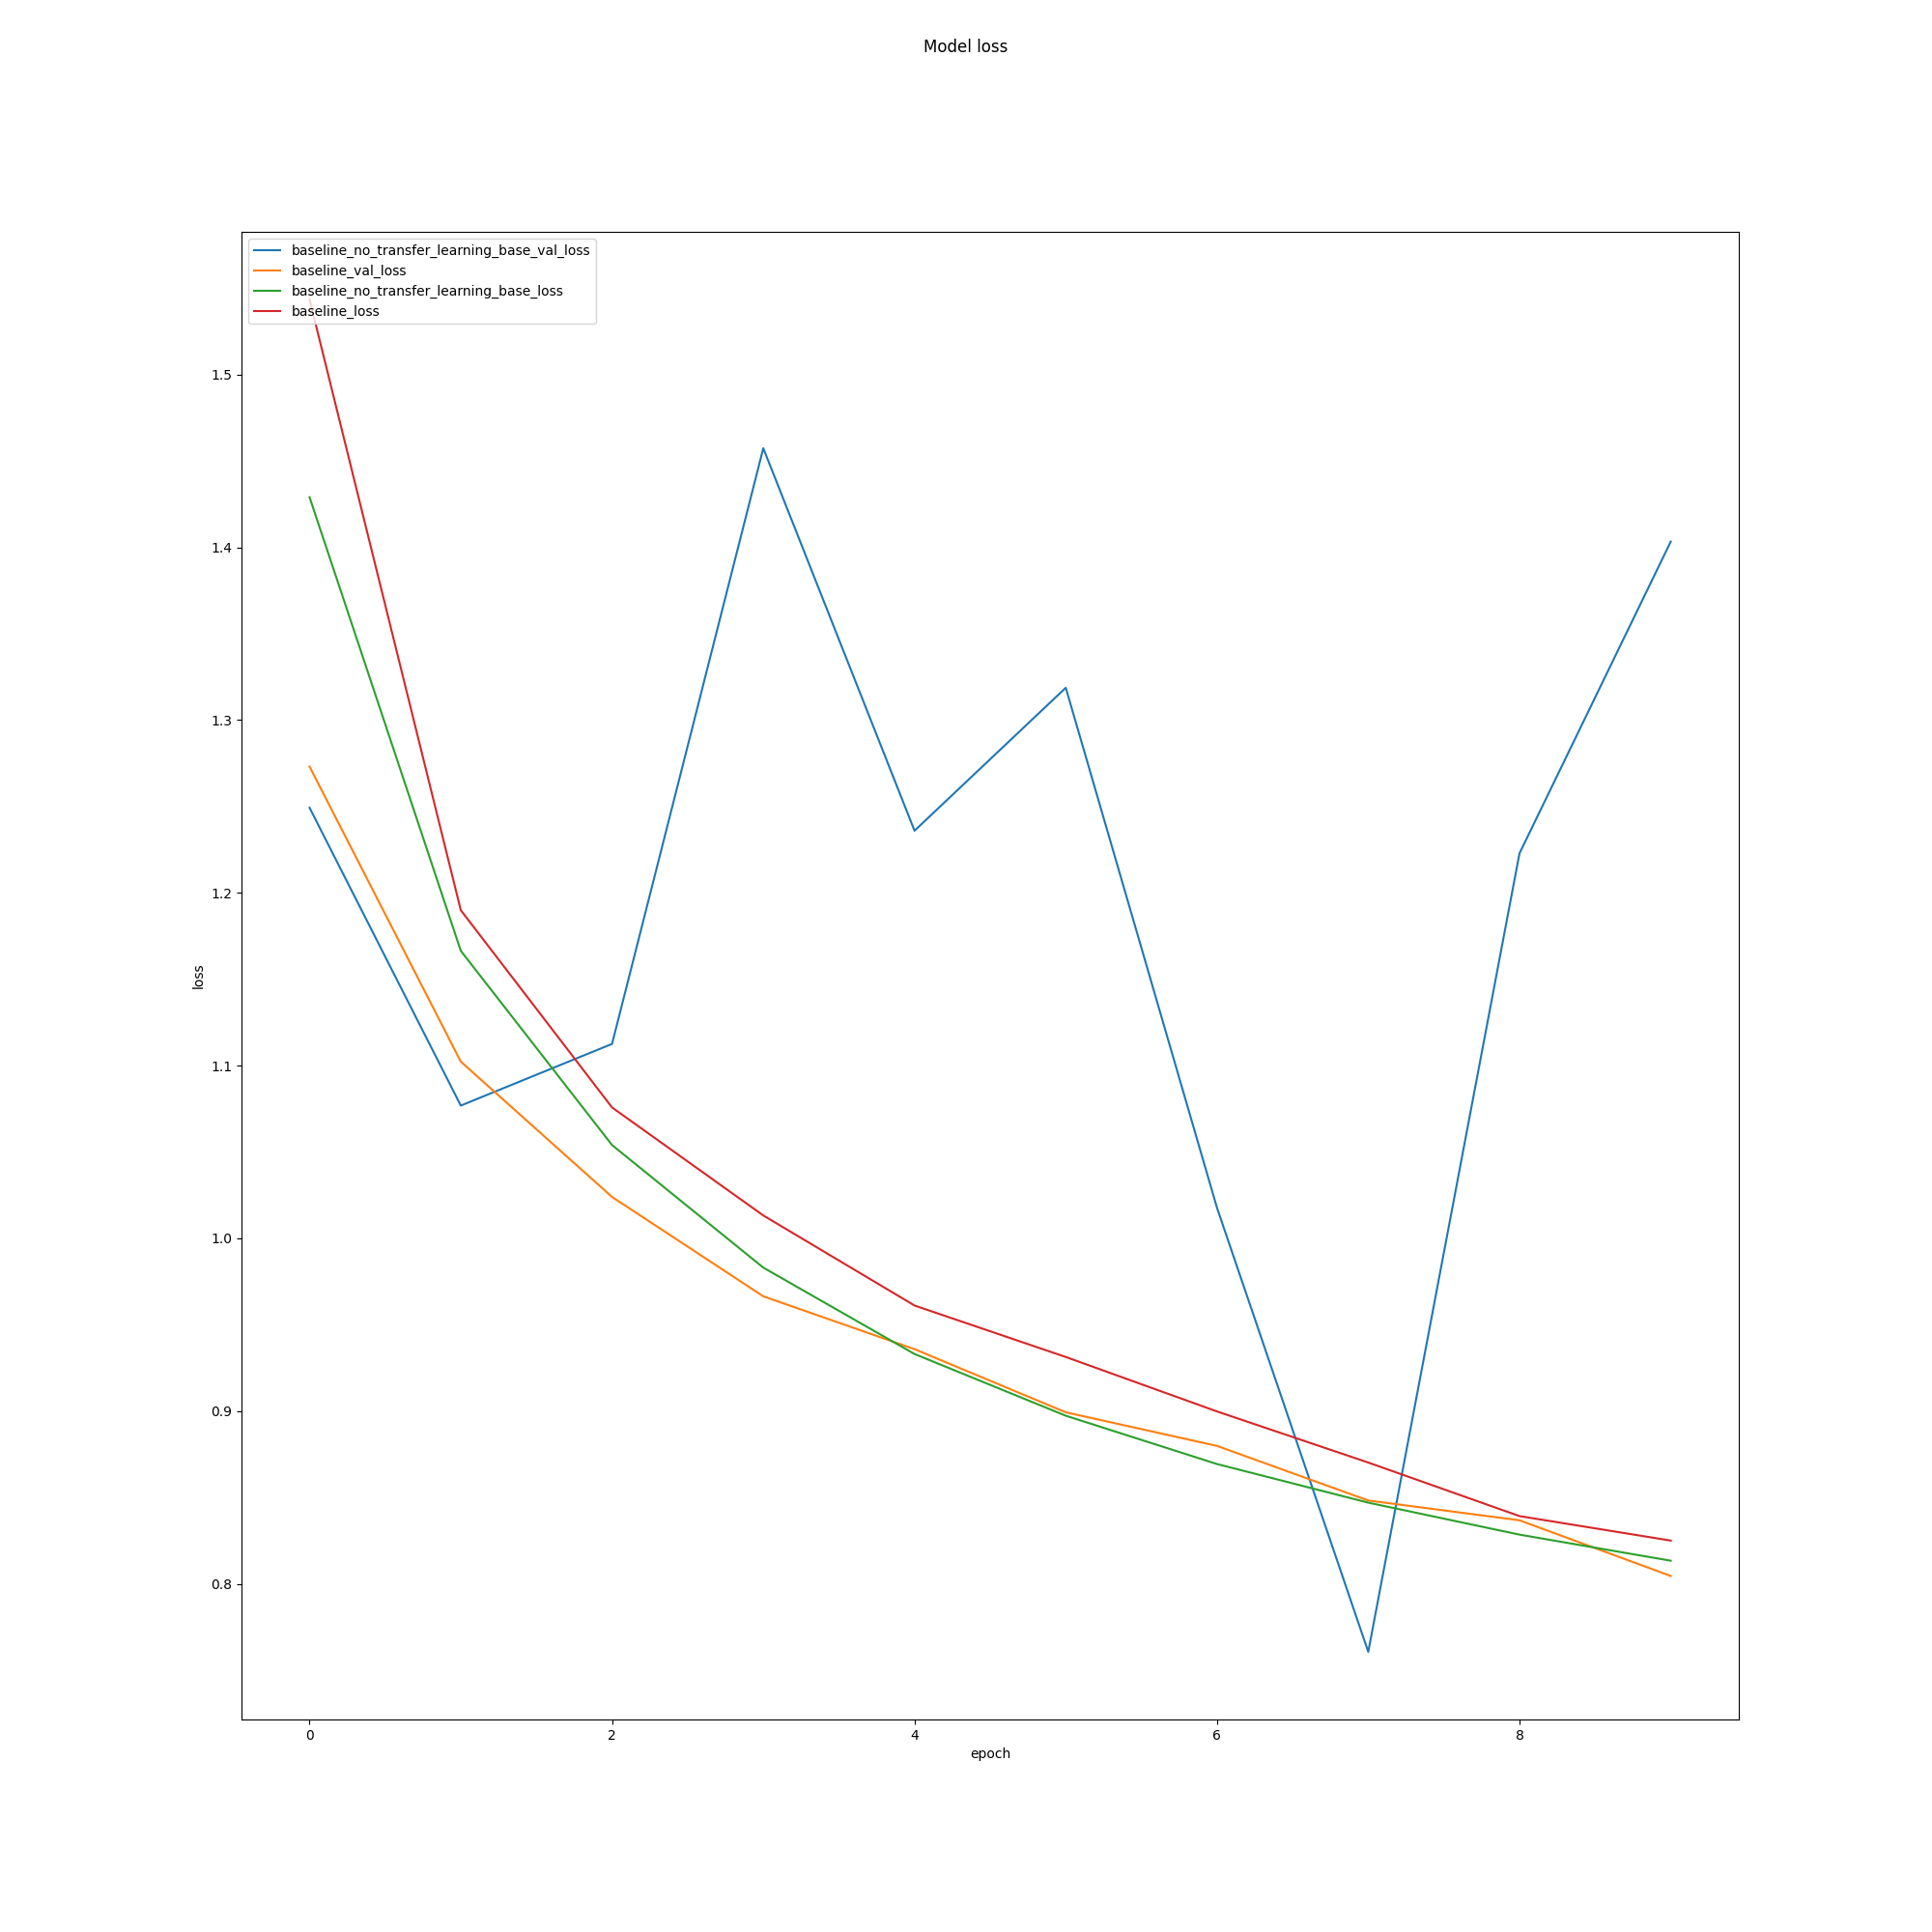 Model loss
baseline_no_transfer_learning_base_val_loss
baseline_val_loss
baseline_no_transfer_learning_base_loss
baseline_loss
1.5
1.4
1.3
1.2
1.1
1.0
0.9
0.8
loss
0 2 4 6 8
epoch